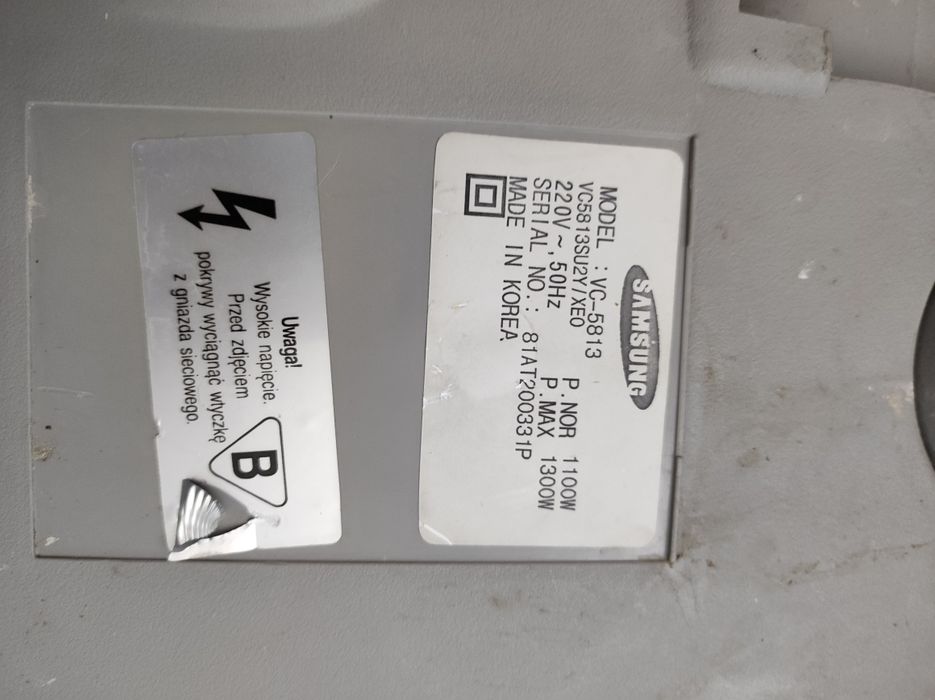 SAMSUNG
MODEL : VC-5813 P.NOR 1100W
VC5813SU2Y/XEO P.MAX 1300W
220V~, 50Hz
SERIAL NO.: 81AT200331P
MADE IN KOREA
Uwaga!
Wysokie napięcie.
Przed zdjęciem
pokrywy wyciągnąć wtyczkę
z gniazda sieciowego.
B